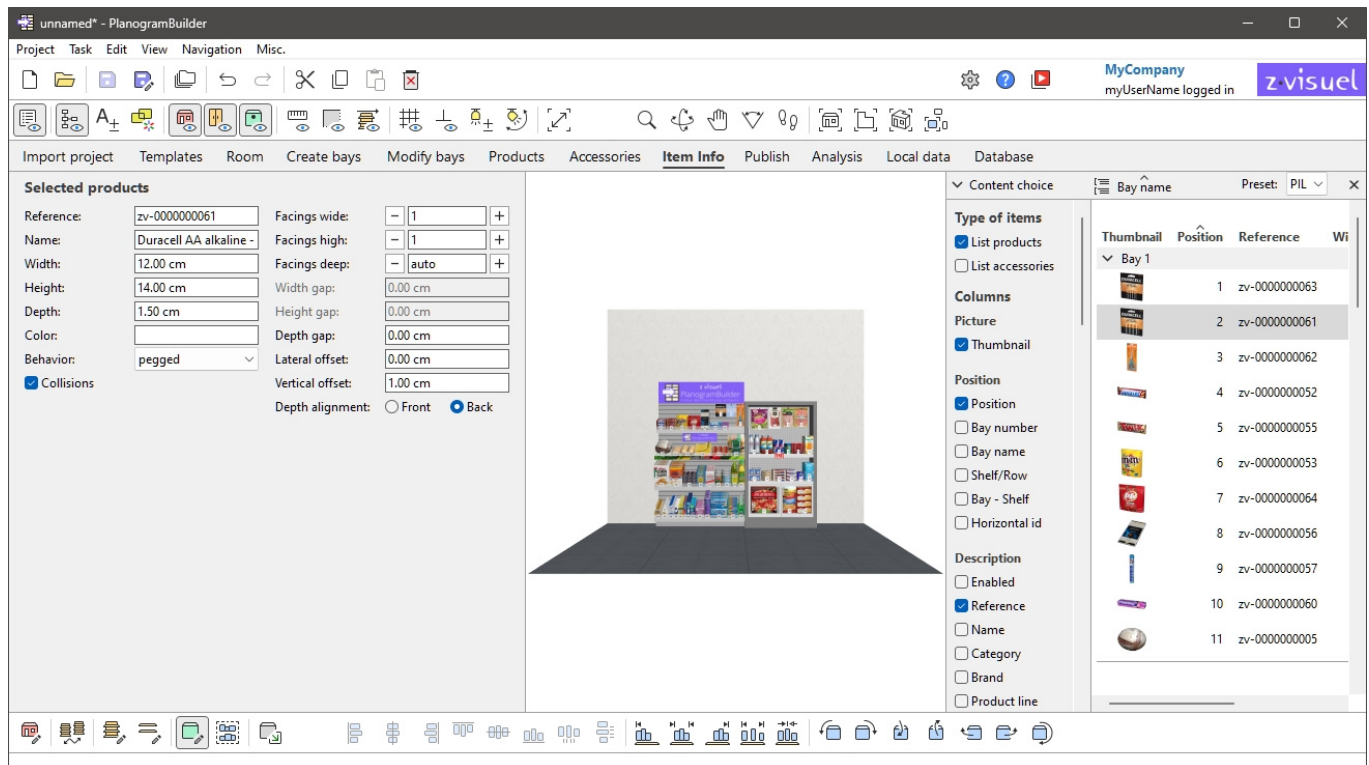 unnamed* - PlanogramBuilder
Project Task Edit View Navigation Misc.
MyCompany
myUserName logged in
z·visuel
Import project Templates Room Create bays Modify bays Products Accessories Item Info Publish Analysis Local data Database
Selected products
Reference: zv-0000000061
Name: Duracell AA alkaline -
Width: 12.00 cm
Height: 14.00 cm
Depth: 1.50 cm
Color:
Behavior: pegged
Collisions
Facings wide: - 1 +
Facings high: - 1 +
Facings deep: - auto +
Width gap: 0.00 cm
Height gap: 0.00 cm
Depth gap: 0.00 cm
Lateral offset: 0.00 cm
Vertical offset: 1.00 cm
Depth alignment: Front Back
z·visuel
PlanogramBuilder
Content choice
Type of items
List products
List accessories
Columns
Picture
Thumbnail
Position
Position
Bay number
Bay name
Shelf/Row
Bay - Shelf
Horizontal id
Description
Enabled
Reference
Name
Category
Brand
Product line
Bay name Preset: PIL
Thumbnail Position Reference Wi
Bay 1
1 zv-0000000063
2 zv-0000000061
3 zv-0000000062
4 zv-0000000052
5 zv-0000000055
6 zv-0000000053
7 zv-0000000064
8 zv-0000000056
9 zv-0000000057
10 zv-0000000060
11 zv-0000000005